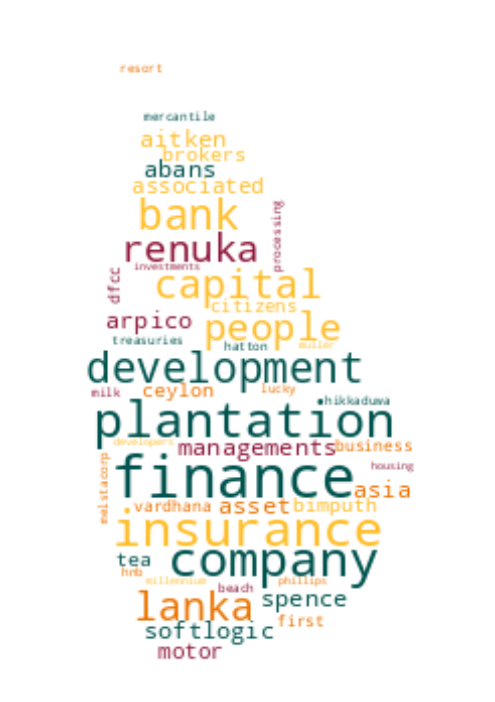 resort
mercantile
aitken
brokers
abans
associated
bank
processing
renuka
investments
dfcc
capital
citizens
arpico
people
treasuries
hatton
miller
development
milk
ceylon
lucky
hikkaduwa
plantation
developers
managements
business
melstacorp
housing
finance
asia
vardhana
asset
bimputh
insurance
tea
company
hnb
millennium
phillips
beach
lanka
spence
first
softlogic
motor